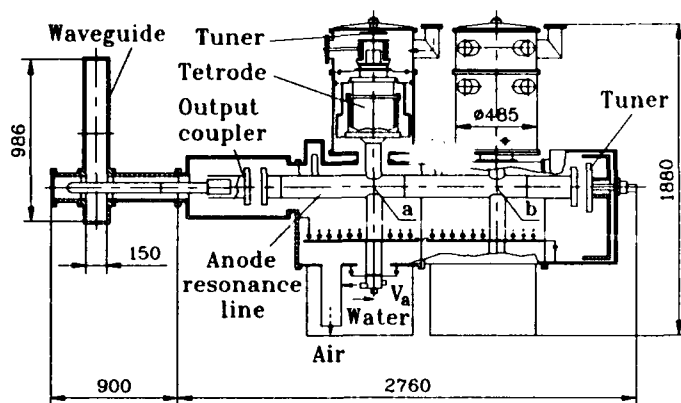 Waveguide
Tuner
Tetrode
Output
coupler
Tuner
ø485
986
1880
a
b
150
Anode
resonance
line
Va
Water
Air
900
2760